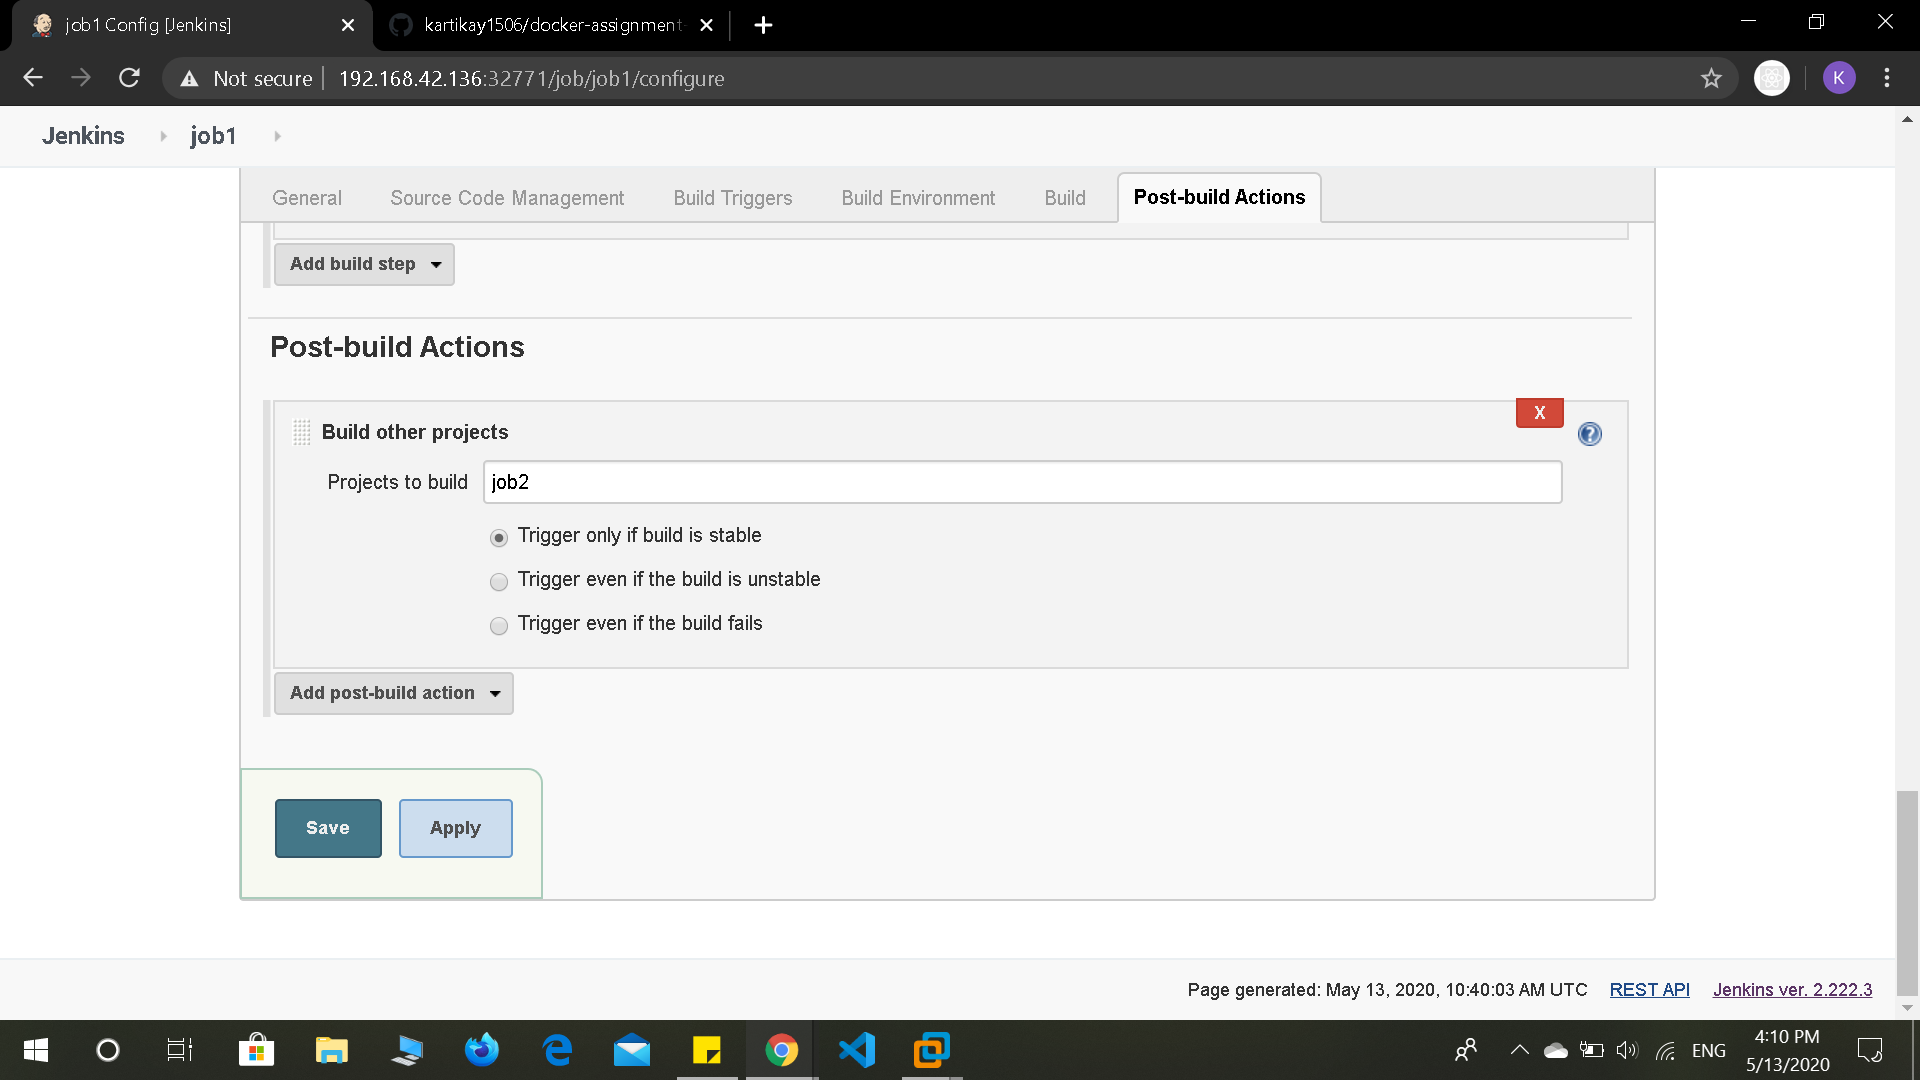 job1 Config [Jenkins]
kartikay1506/docker-assignment-
Not secure
192.168.42.136:32771/job/job1/configure
K
Jenkins
job1
General
Source Code Management
Build Triggers
Build Environment
Build
Post-build Actions
Add build step
Post-build Actions
X
Build other projects
?
Projects to build
job2
Trigger only if build is stable
Trigger even if the build is unstable
Trigger even if the build fails
Add post-build action
Save
Apply
Page generated: May 13, 2020, 10:40:03 AM UTC
REST API
Jenkins ver. 2.222.3
ENG
4:10 PM
5/13/2020